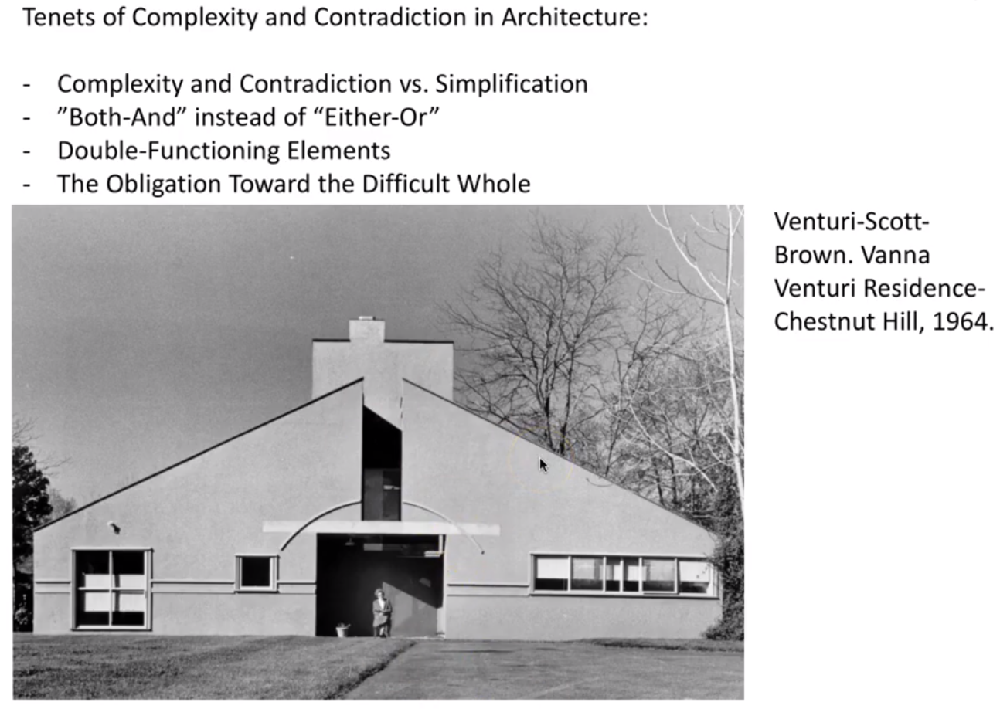 Tenets of Complexity and Contradiction in Architecture:
- Complexity and Contradiction vs. Simplification
- ”Both-And” instead of “Either-Or”
- Double-Functioning Elements
- The Obligation Toward the Difficult Whole
Venturi-Scott-
Brown. Vanna
Venturi Residence-
Chestnut Hill, 1964.